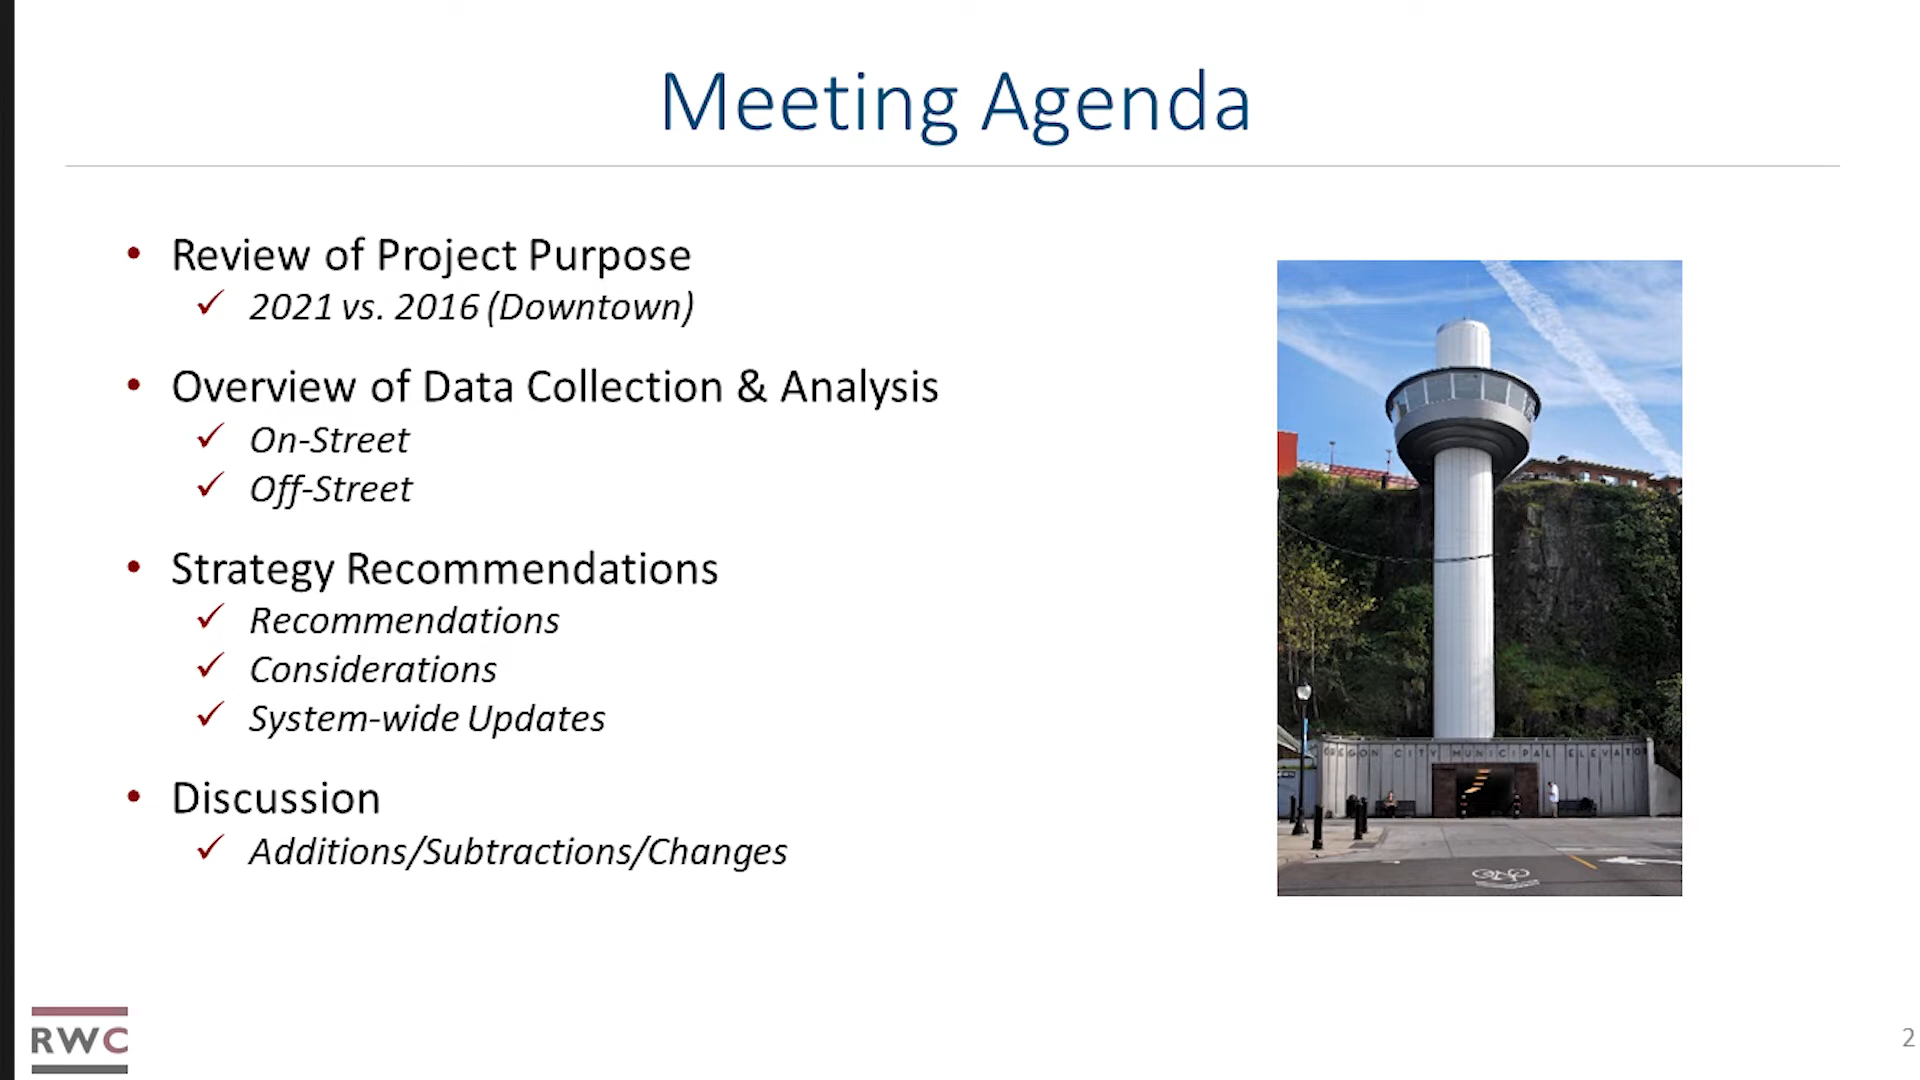 Meeting Agenda
• Review of Project Purpose
✓ 2021 vs. 2016 (Downtown)
• Overview of Data Collection & Analysis
✓ On-Street
✓ Off-Street
• Strategy Recommendations
✓ Recommendations
✓ Considerations
✓ System-wide Updates
• Discussion
✓ Additions/Subtractions/Changes
OREGON CITY MUNICIPAL ELEVATOR
RWC
2